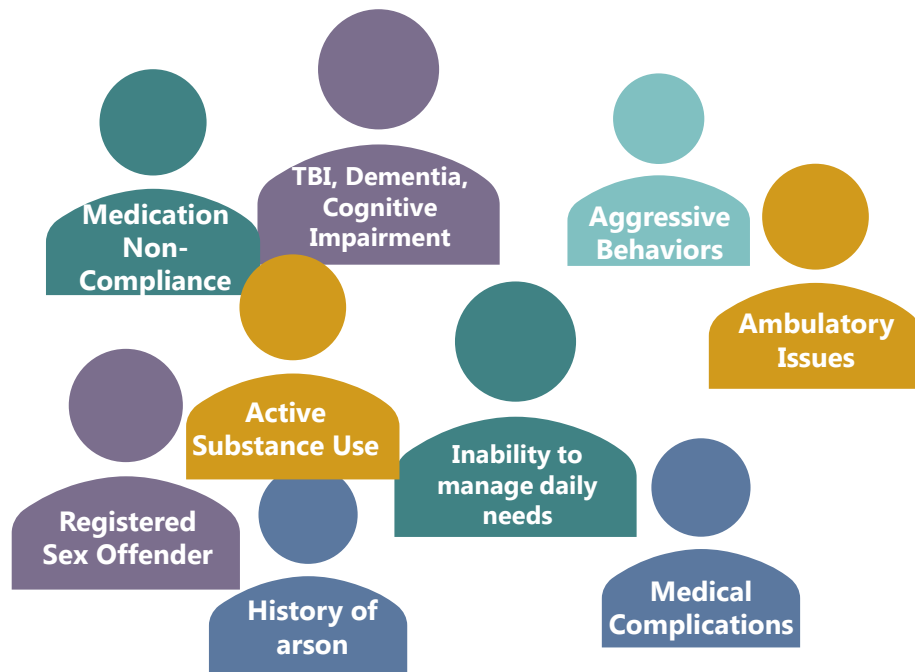 TBI, Dementia,
Cognitive
Impairment
Medication
Non-
Compliance
Aggressive
Behaviors
Ambulatory
Issues
Active
Substance Use
Inability to
manage daily
needs
Registered
Sex Offender
Medical
Complications
History of
arson